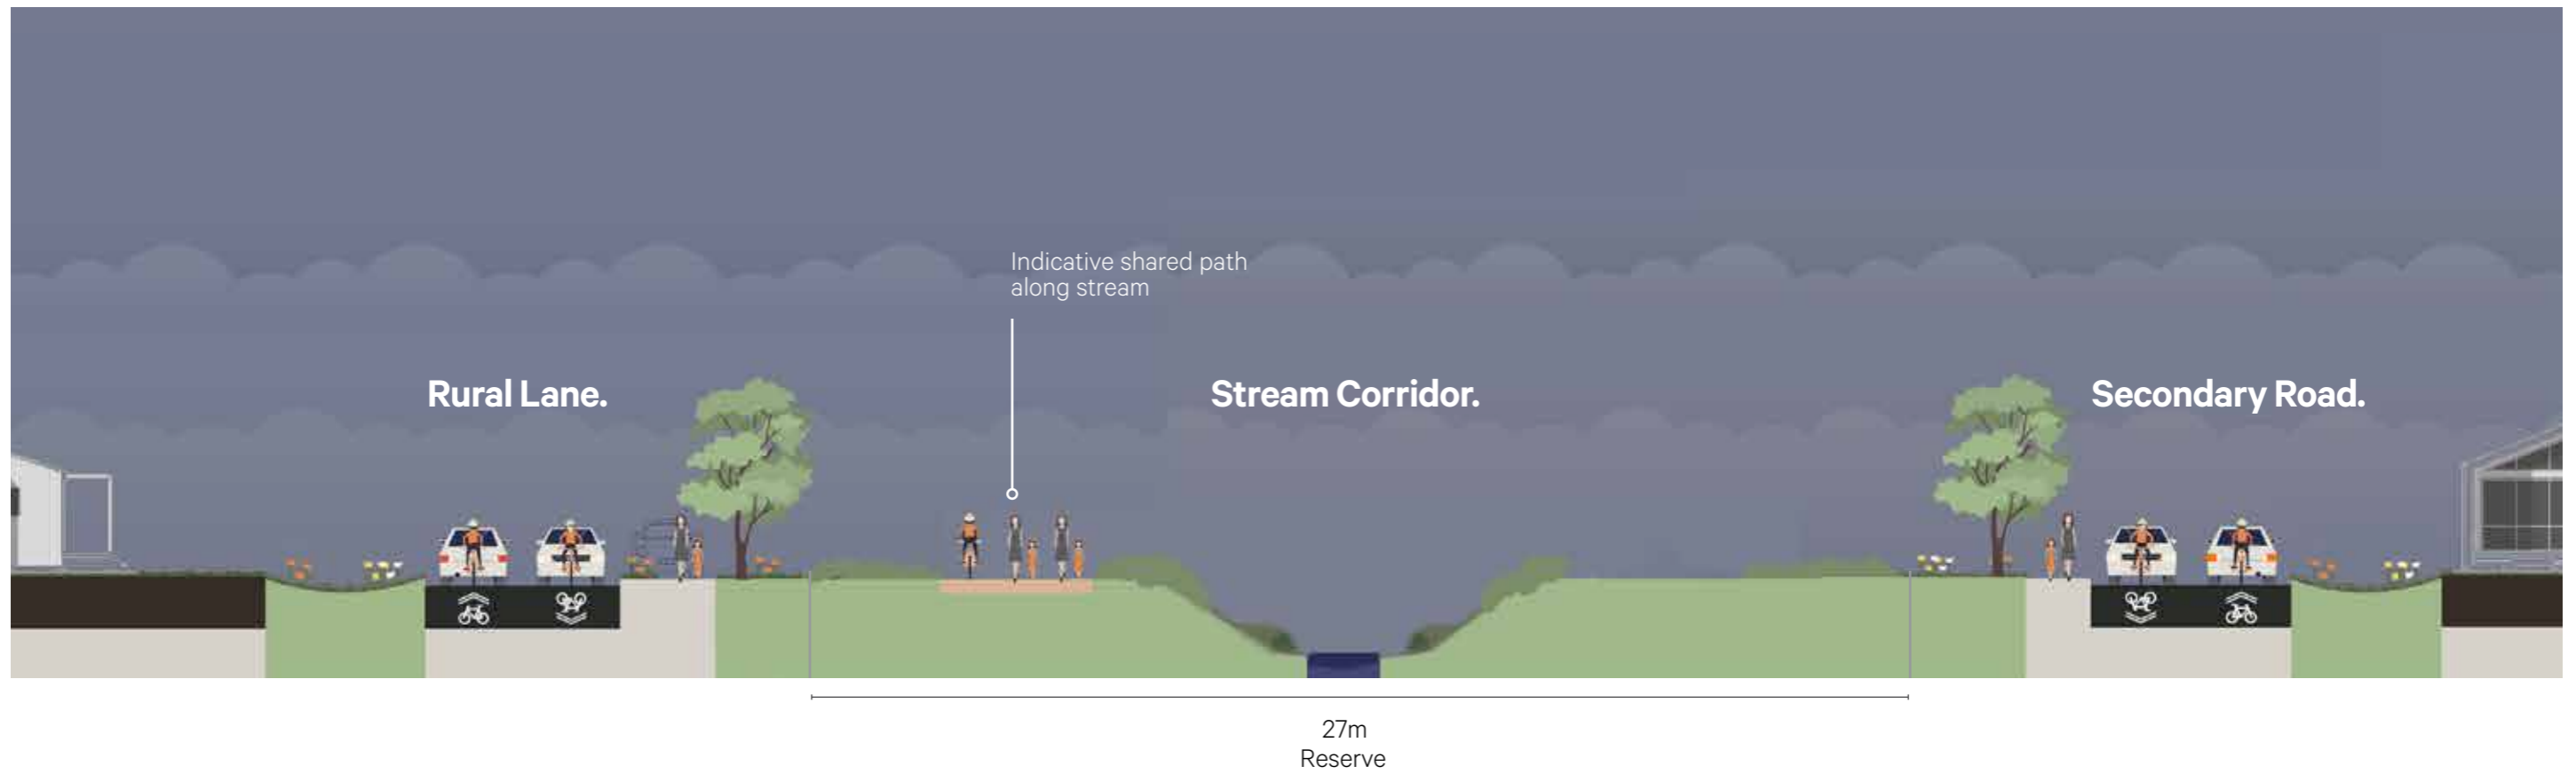 Indicative shared path
along stream
Rural Lane.
Stream Corridor.
Secondary Road.
27m
Reserve